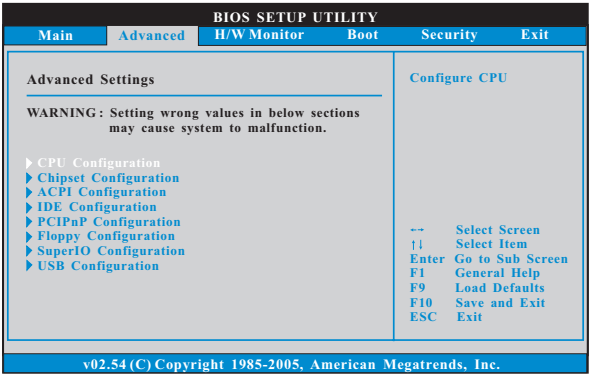 BIOS SETUP UTILITY
Main Advanced H/W Monitor Boot Security Exit
Advanced Settings
WARNING : Setting wrong values in below sections
may cause system to malfunction.
CPU Configuration
Chipset Configuration
ACPI Configuration
IDE Configuration
PCIPnP Configuration
Floppy Configuration
SuperIO Configuration
USB Configuration
Configure CPU
←→ Select Screen
↑↓ Select Item
Enter Go to Sub Screen
F1 General Help
F9 Load Defaults
F10 Save and Exit
ESC Exit
v02.54 (C) Copyright 1985-2005, American Megatrends, Inc.